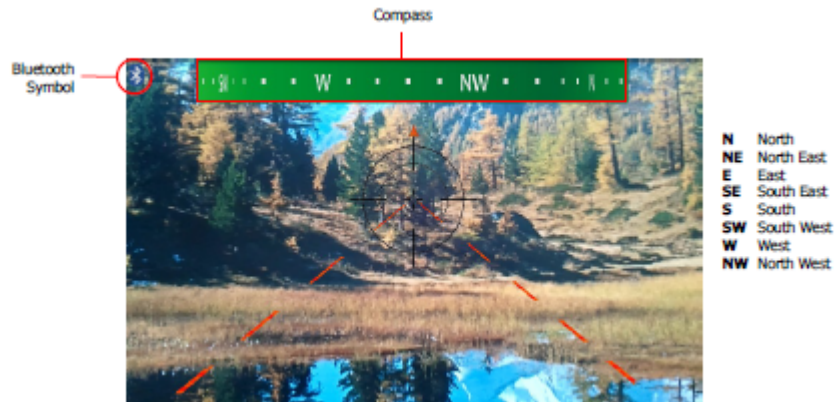 Compass
Bluetooth
Symbol
W NW N
N North
NE North East
E East
SE South East
S South
SW South West
W West
NW North West